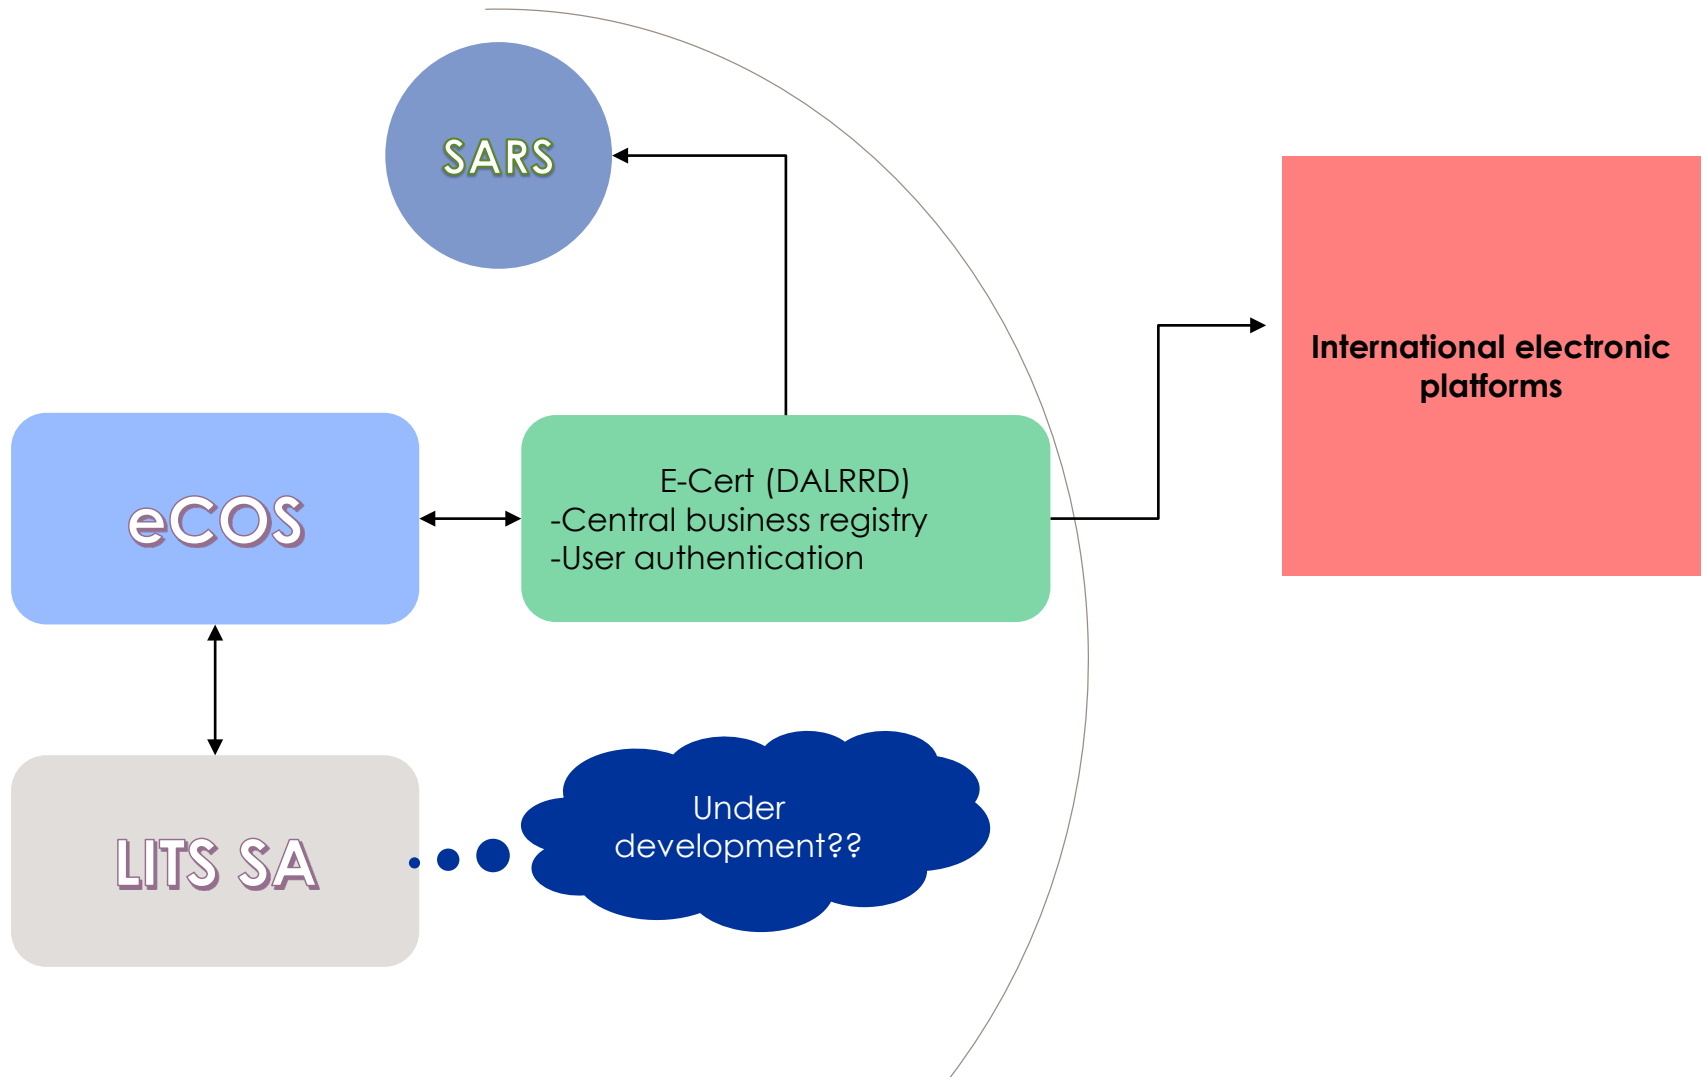 SARS
International electronic
platforms
eCOS
E-Cert (DALRRD)
-Central business registry
-User authentication
LITS SA
Under
development??